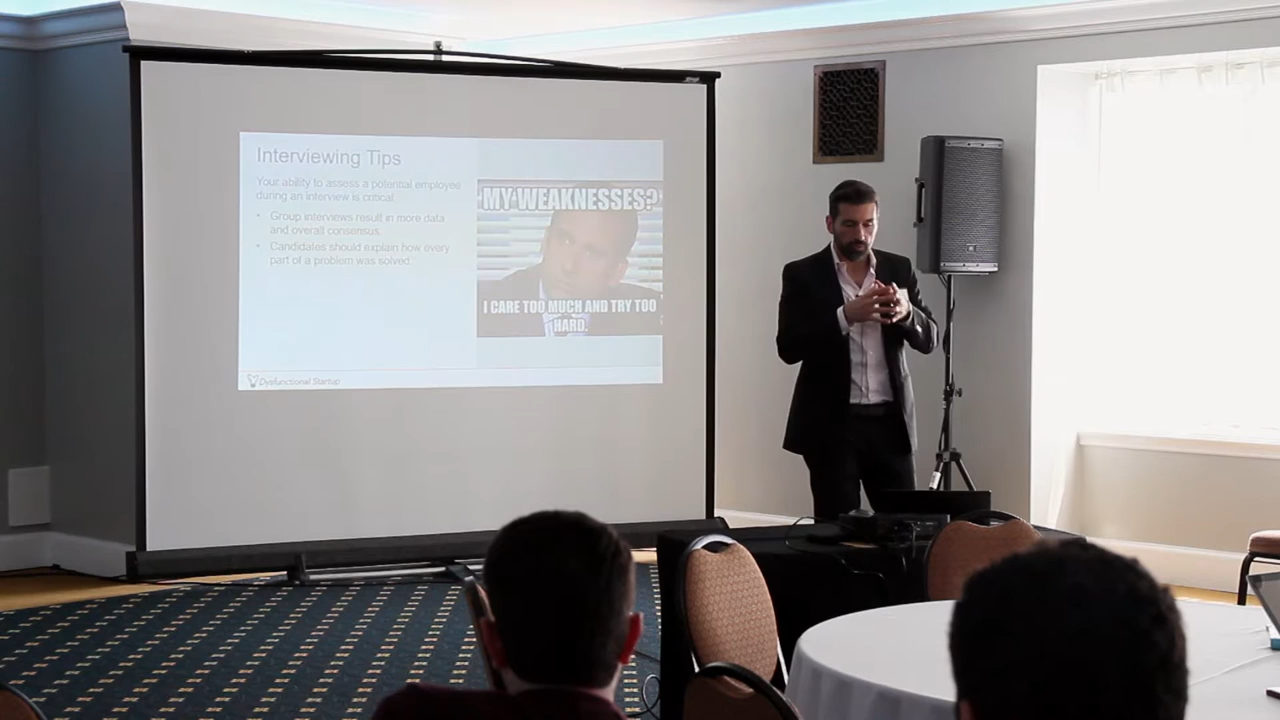 Interviewing Tips
Your ability to assess a potential employee
during an interview is critical.
• Group interviews result in more data
and overall consensus.
• Candidates should explain how every
part of a problem was solved.
MY WEAKNESSES?
I CARE TOO MUCH AND TRY TOO
HARD.
Dysfunctional Startup